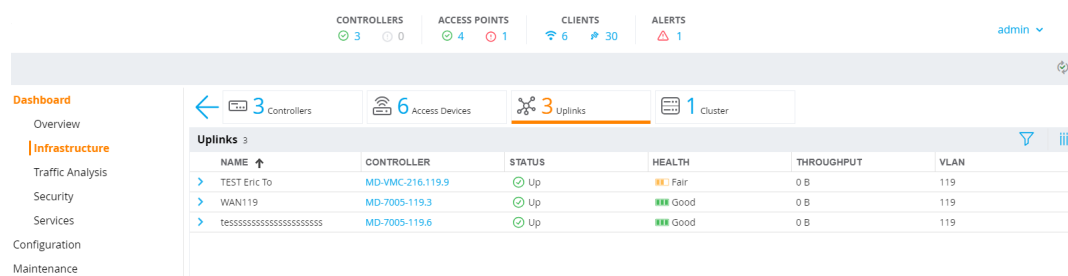 CONTROLLERS ACCESS POINTS CLIENTS ALERTS
3 0 4 1 6 30 1 admin
Dashboard
Overview
Infrastructure
Traffic Analysis
Security
Services
Configuration
Maintenance
3 Controllers 6 Access Devices 3 Uplinks 1 Cluster
Uplinks 3
NAME CONTROLLER STATUS HEALTH THROUGHPUT VLAN
TEST Eric To MD-VMC-216.119.9 Up Fair 0 B 119
WAN119 MD-7005-119.3 Up Good 0 B 119
tesssssssssssssssssssss MD-7005-119.6 Up Good 0 B 119